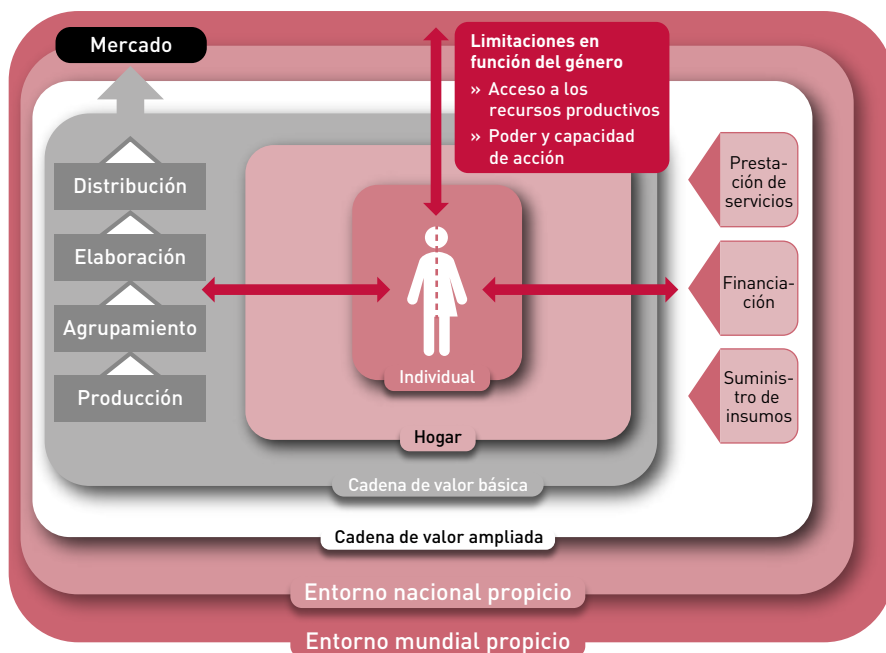 Mercado
Limitaciones en
función del género
» Acceso a los
recursos productivos
» Poder y capacidad
de acción
Distribución
Elaboración
Agrupamiento
Producción
Presta-
ción de
servicios
Financia-
ción
Suminis-
tro de
insumos
Individual
Hogar
Cadena de valor básica
Cadena de valor ampliada
Entorno nacional propicio
Entorno mundial propicio